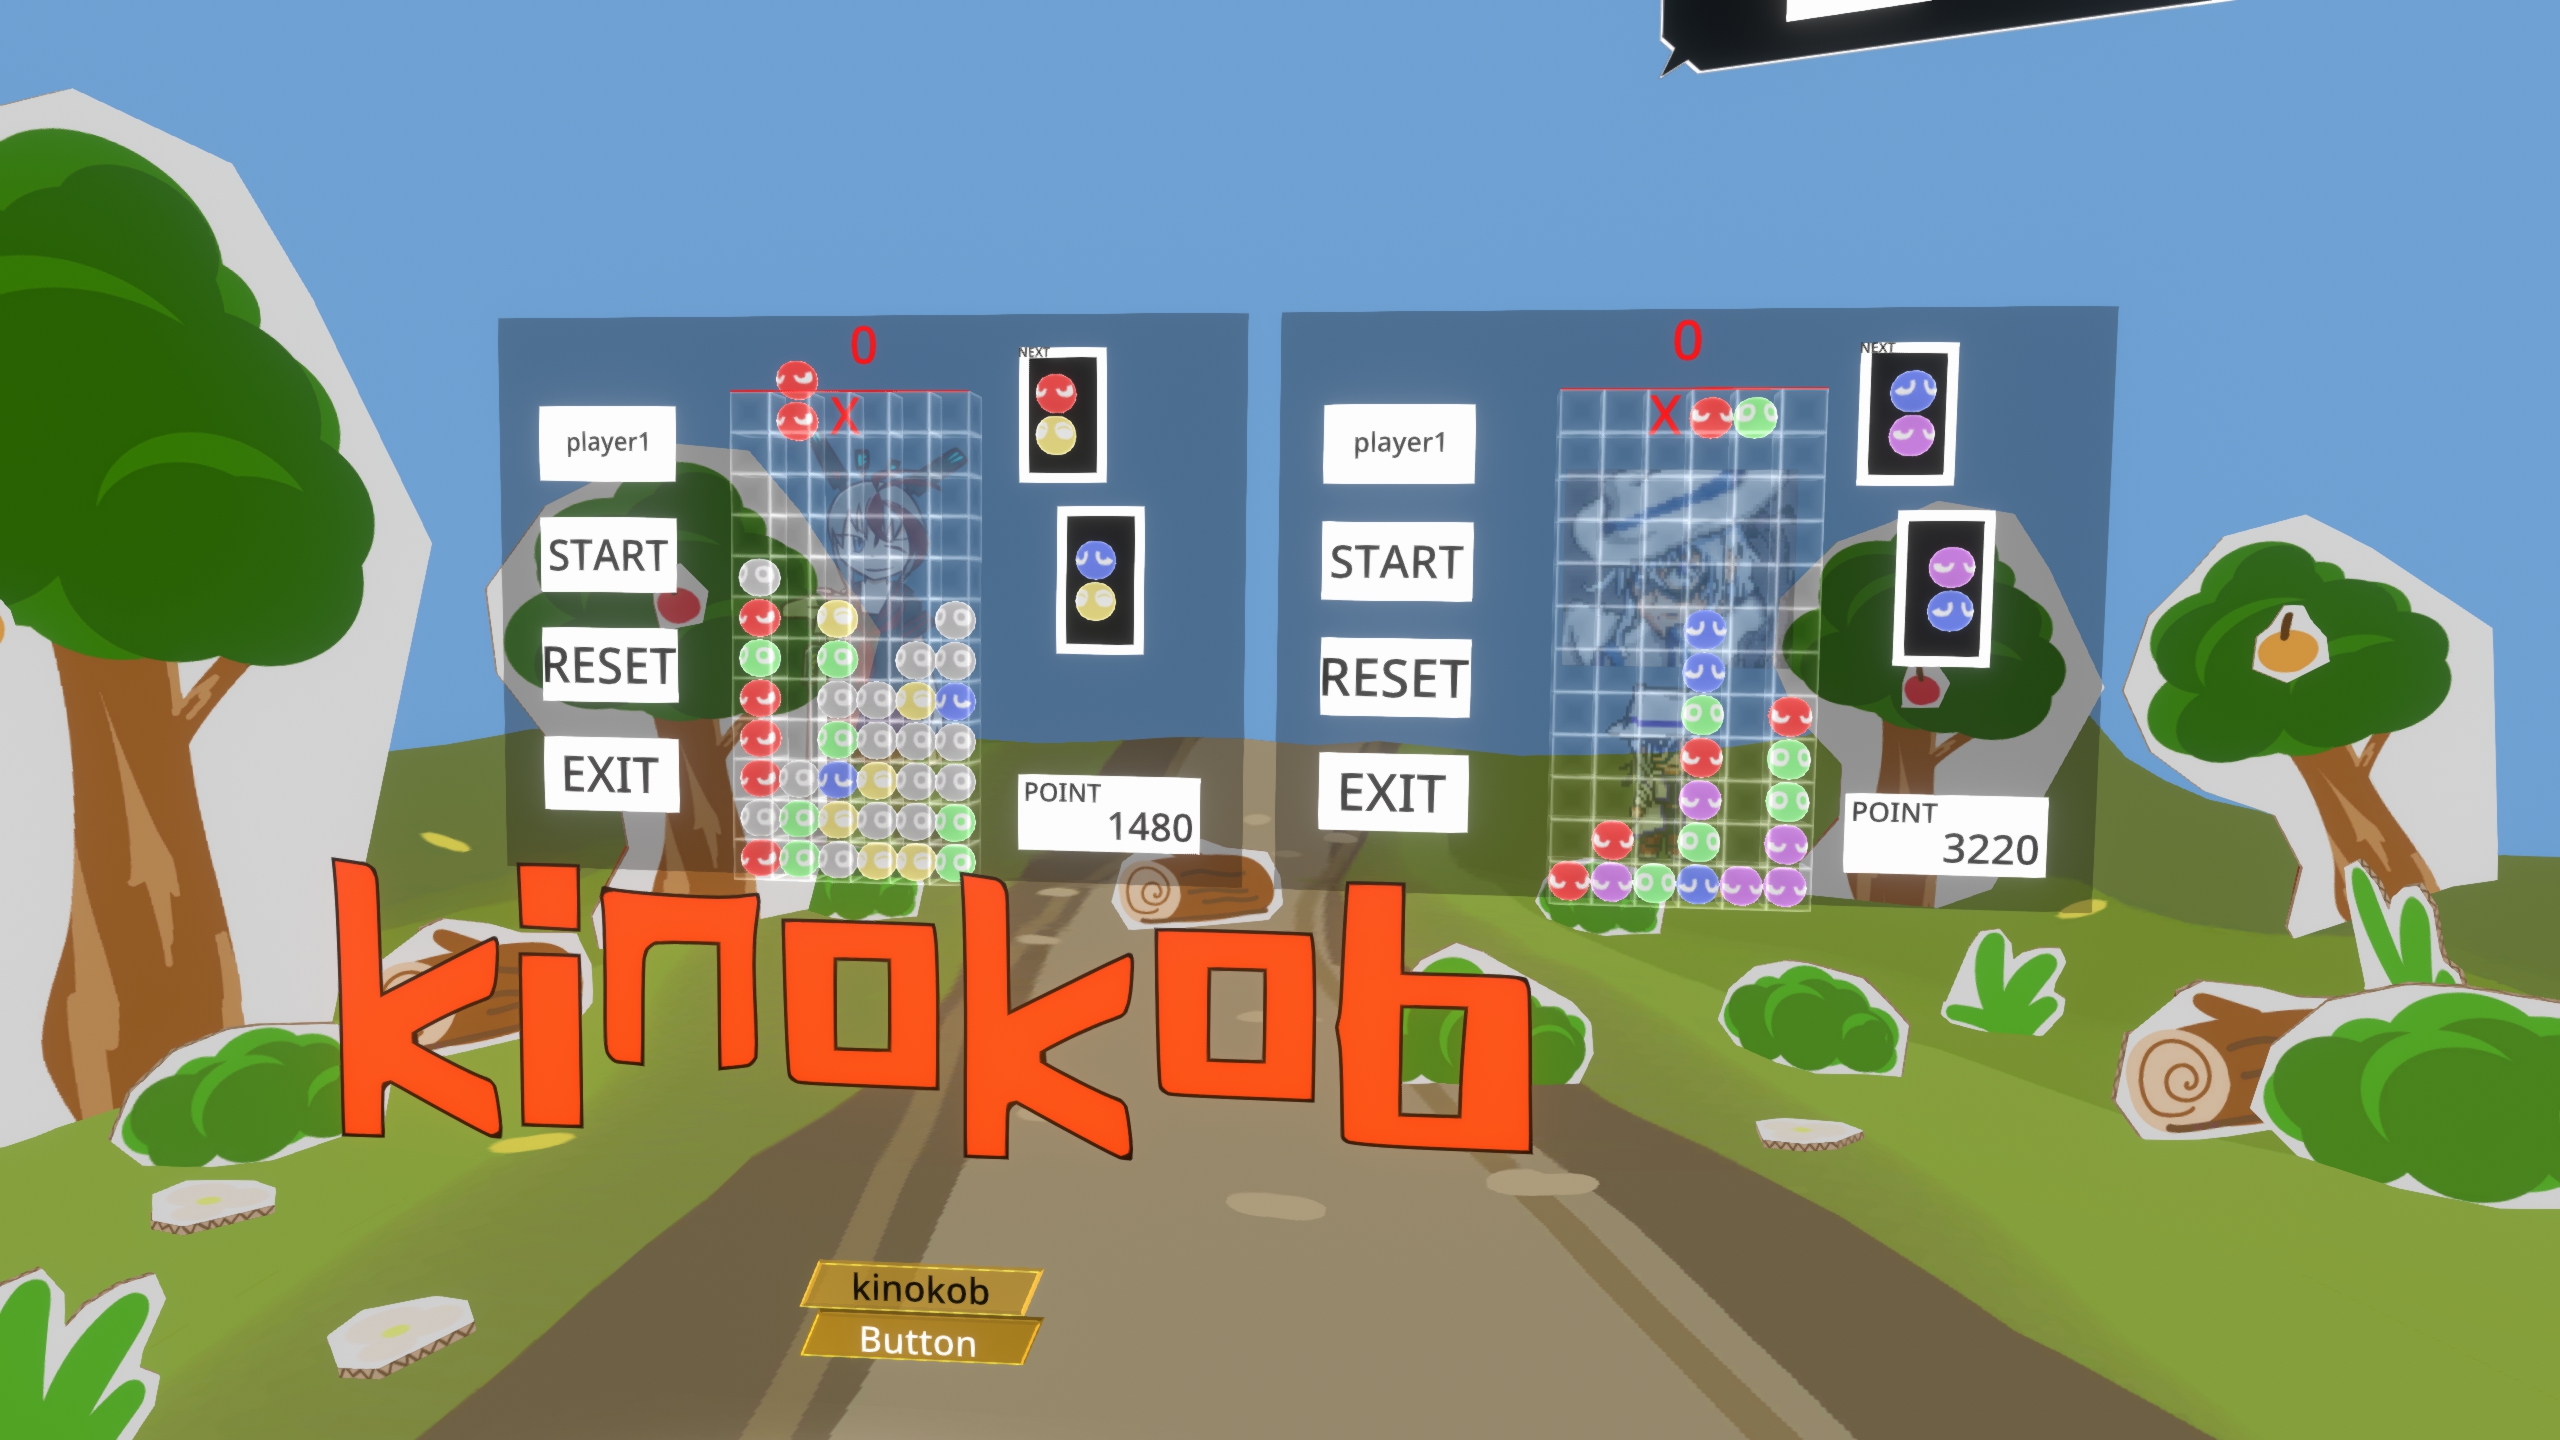 0
NEXT
X
player1
START
RESET
EXIT
POINT
1480
0
NEXT
X
player1
START
RESET
EXIT
POINT
3220
kinokob
kinokob
Button